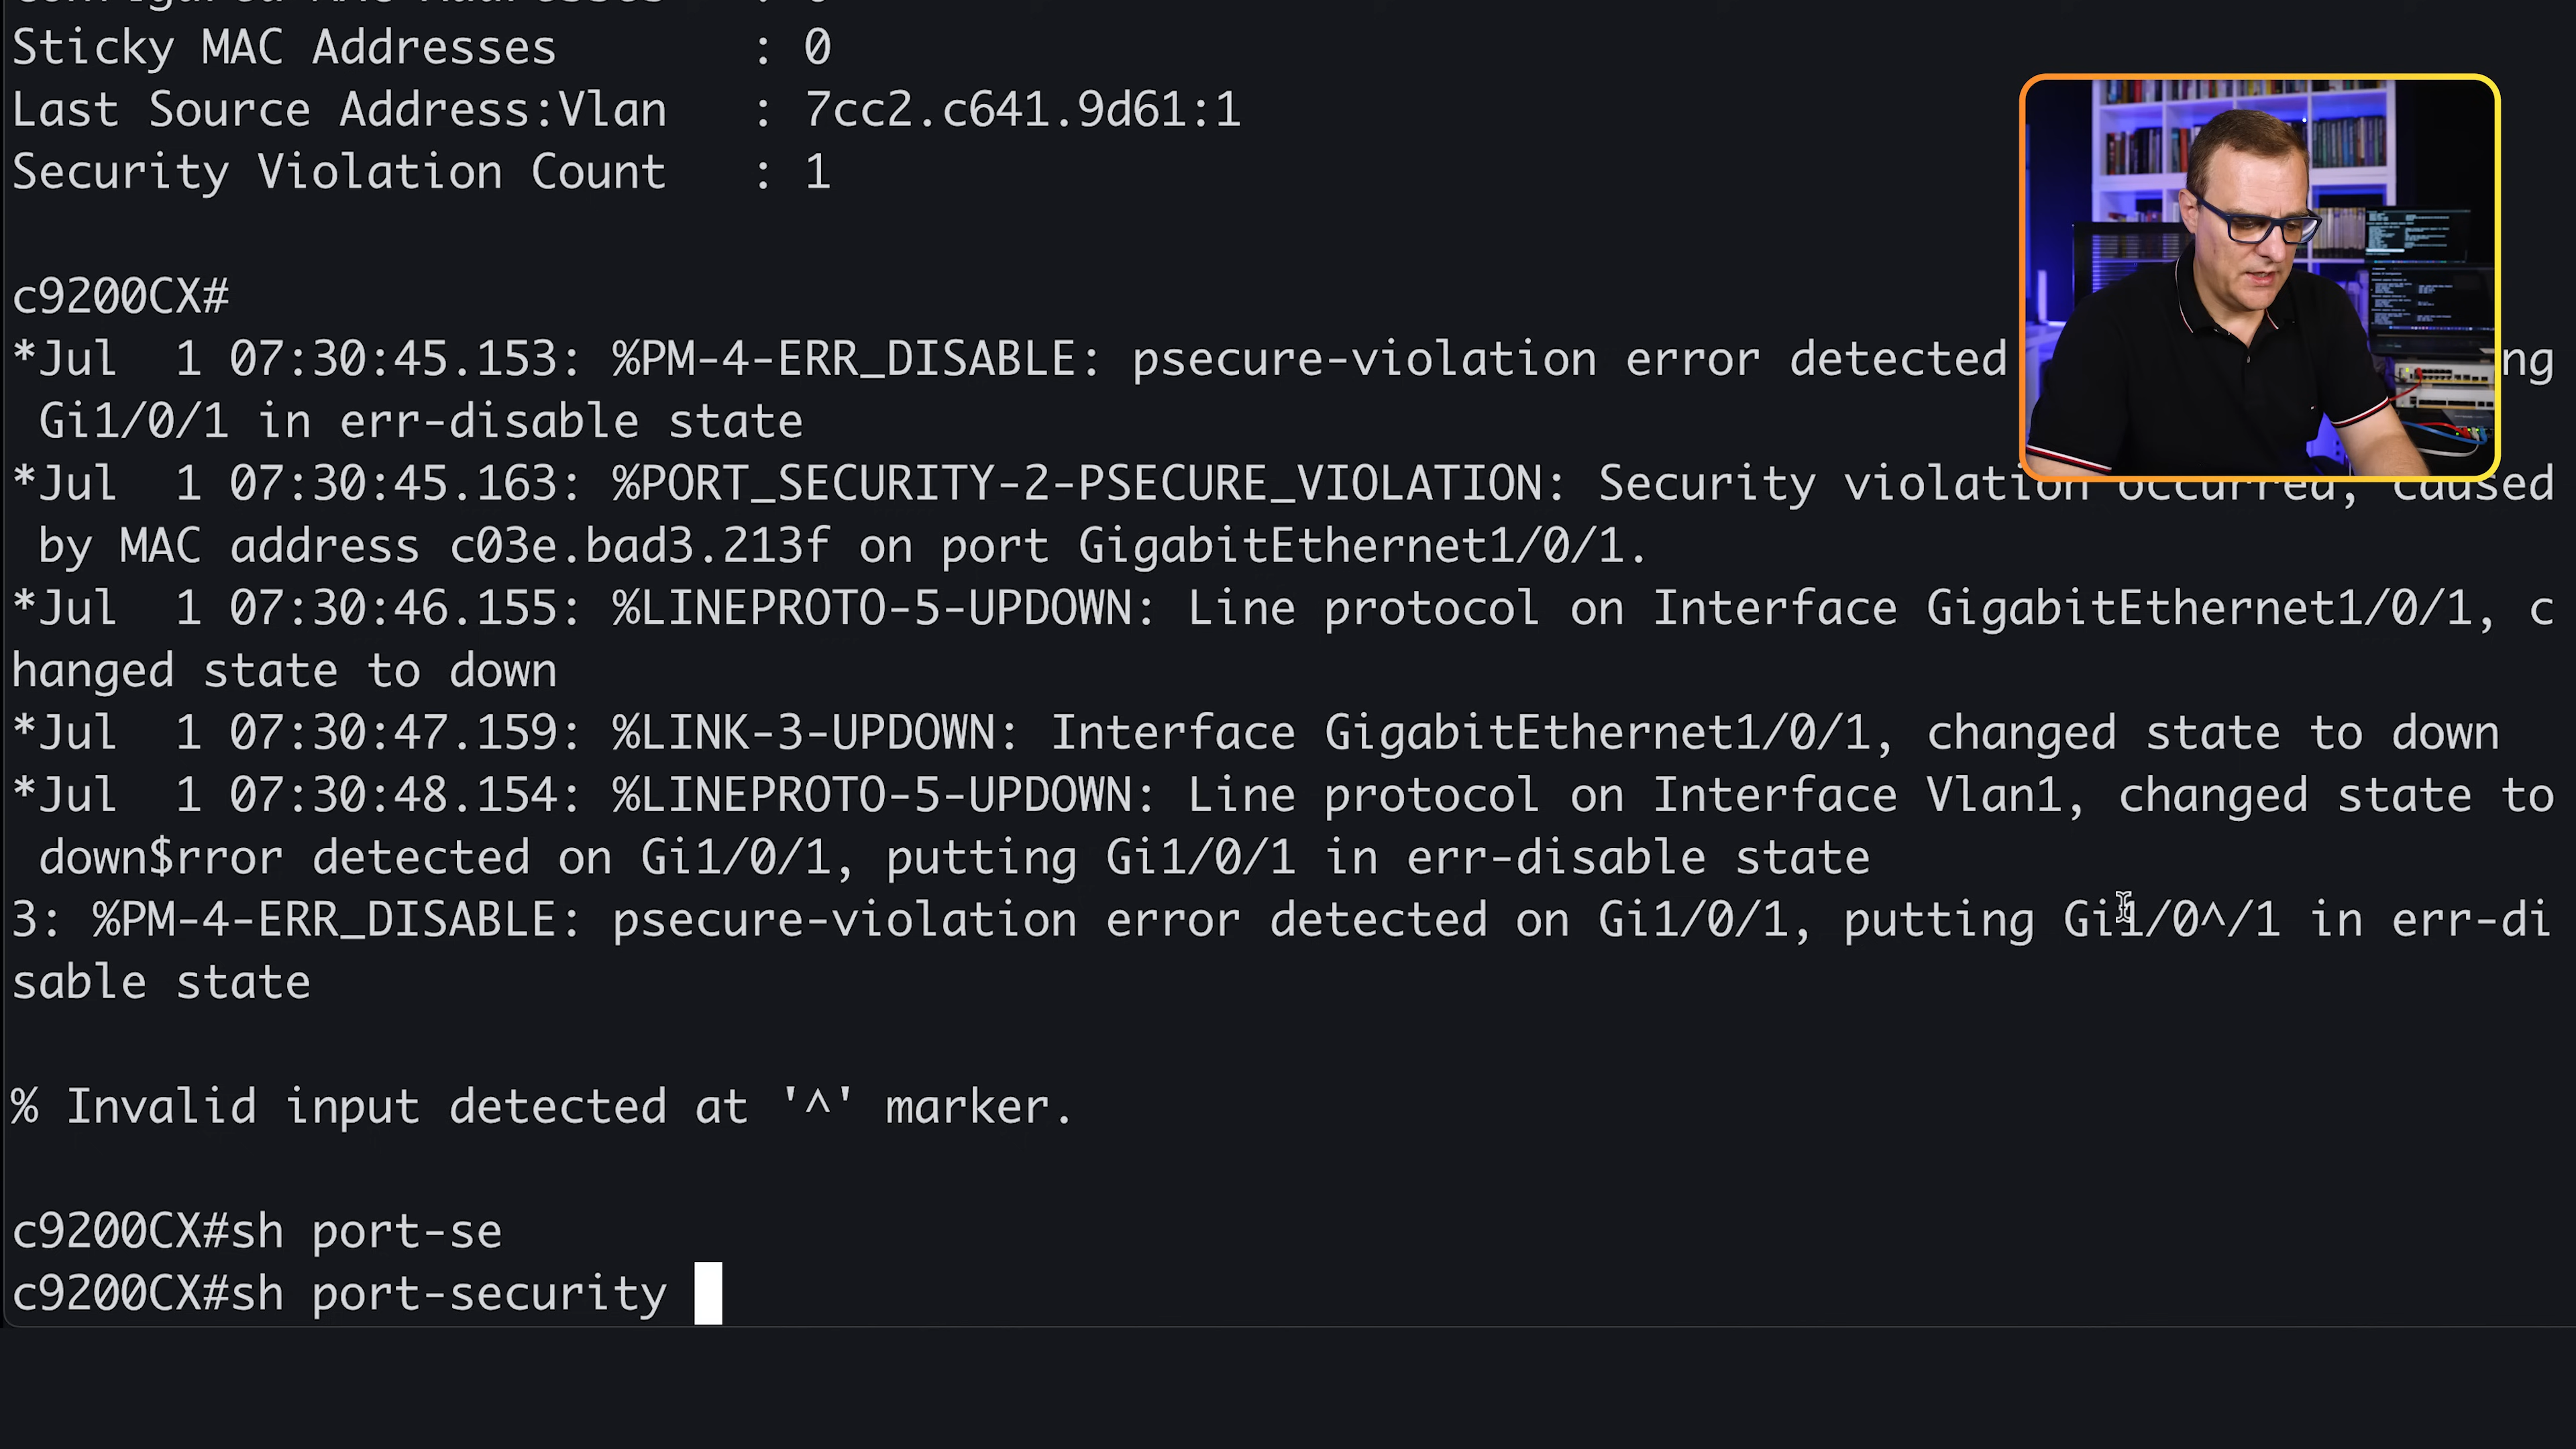 Sticky MAC Addresses : 0
Last Source Address:Vlan : 7cc2.c641.9d61:1
Security Violation Count : 1
c9200CX#
*Jul 1 07:30:45.153: %PM-4-ERR_DISABLE: psecure-violation error detected ng
Gi1/0/1 in err-disable state
*Jul 1 07:30:45.163: %PORT_SECURITY-2-PSECURE_VIOLATION: Security violation occurred, caused
by MAC address c03e.bad3.213f on port GigabitEthernet1/0/1.
*Jul 1 07:30:46.155: %LINEPROTO-5-UPDOWN: Line protocol on Interface GigabitEthernet1/0/1, c
hanged state to down
*Jul 1 07:30:47.159: %LINK-3-UPDOWN: Interface GigabitEthernet1/0/1, changed state to down
*Jul 1 07:30:48.154: %LINEPROTO-5-UPDOWN: Line protocol on Interface Vlan1, changed state to
down$rror detected on Gi1/0/1, putting Gi1/0/1 in err-disable state
3: %PM-4-ERR_DISABLE: psecure-violation error detected on Gi1/0/1, putting Gi1/0^/1 in err-di
sable state
% Invalid input detected at '^' marker.
c9200CX#sh port-se
c9200CX#sh port-security